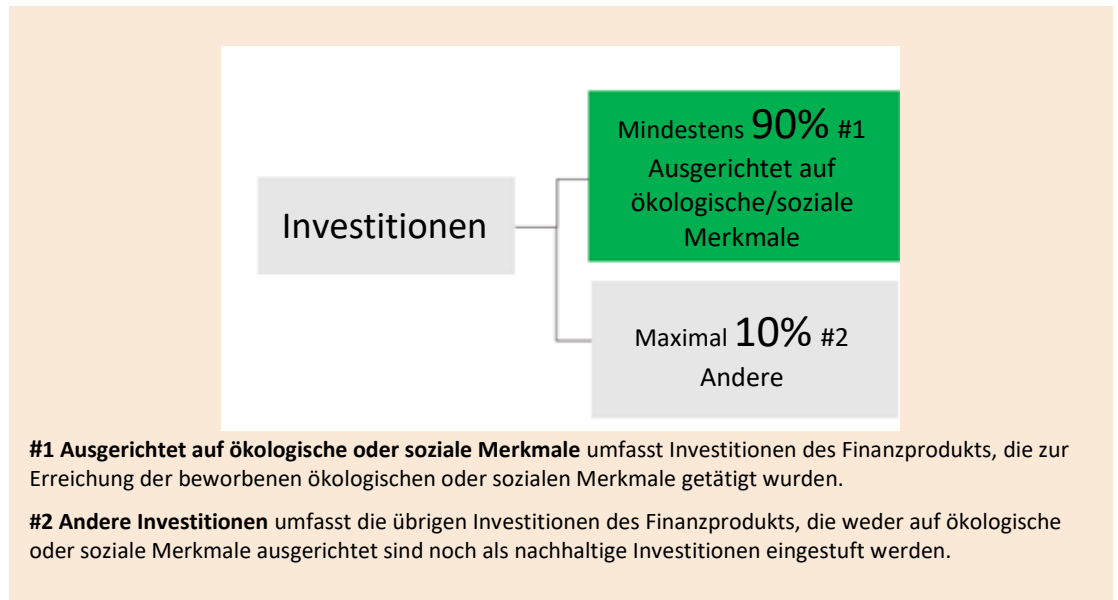 Investitionen
Mindestens 90% #1
Ausgerichtet auf
ökologische/soziale
Merkmale
Maximal 10% #2
Andere
#1 Ausgerichtet auf ökologische oder soziale Merkmale umfasst Investitionen des Finanzprodukts, die zur
Erreichung der beworbenen ökologischen oder sozialen Merkmale getätigt wurden.
#2 Andere Investitionen umfasst die übrigen Investitionen des Finanzprodukts, die weder auf ökologische
oder soziale Merkmale ausgerichtet sind noch als nachhaltige Investitionen eingestuft werden.